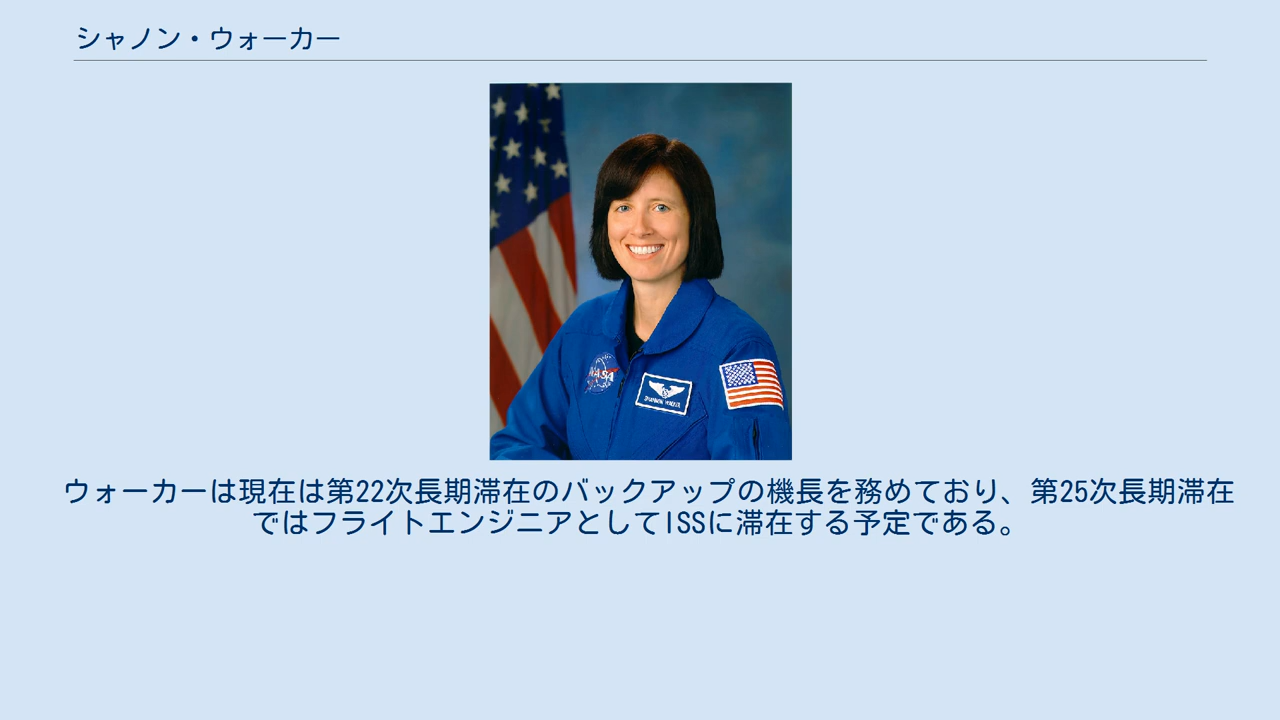 シャノン・ウォーカー
NASA
SHANNON WALKER
ウォーカーは現在は第22次長期滞在のバックアップの機長を務めており、第25次長期滞在
ではフライトエンジニアとしてISSに滞在する予定である。